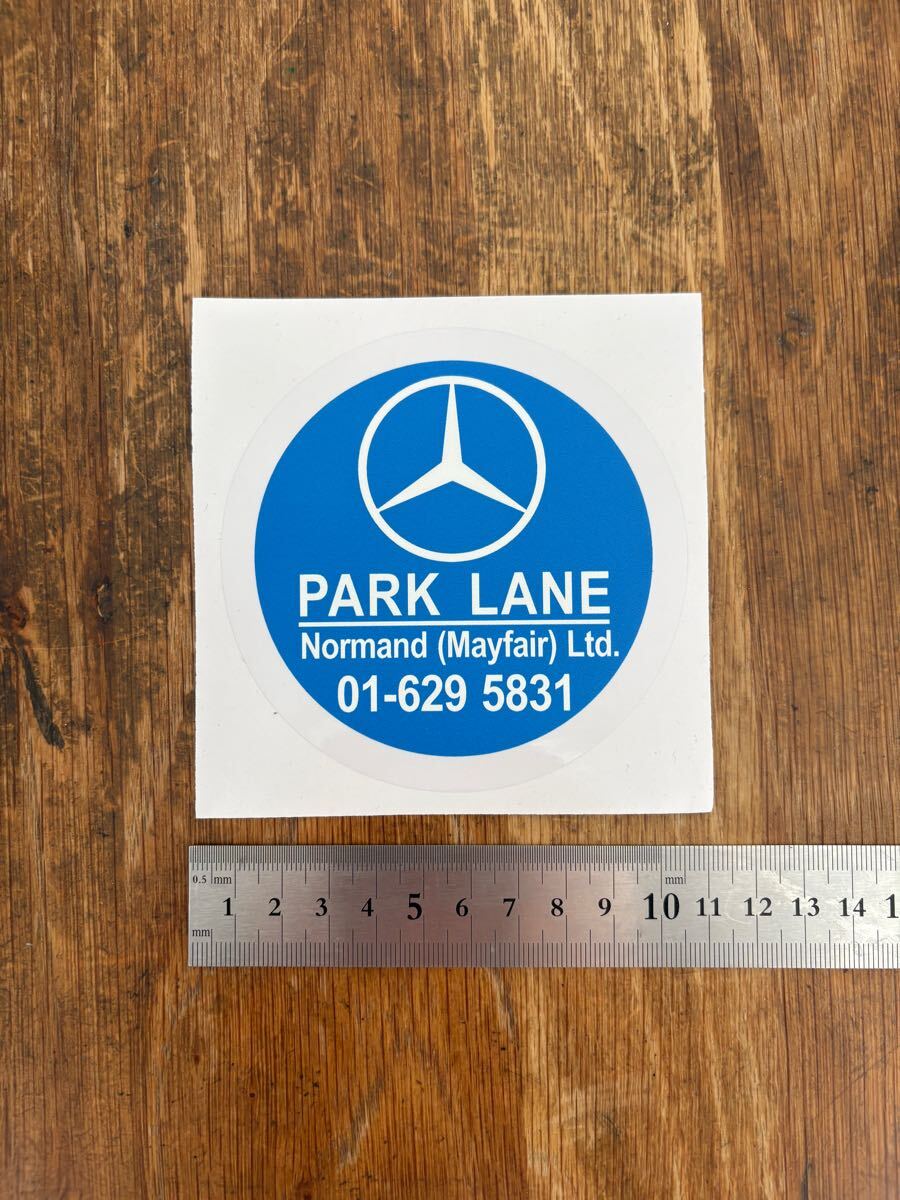 PARK LANE
Normand (Mayfair) Ltd.
01-629 5831
0.5 mm mm
1 2 3 4 5 6 7 8 9 10 11 12 13 14 1
mm